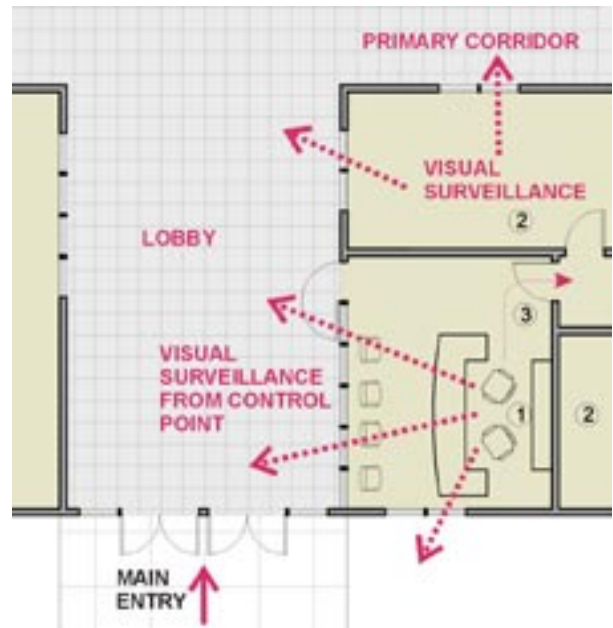 PRIMARY CORRIDOR
VISUAL
SURVEILLANCE
2
LOBBY
3
VISUAL
SURVEILLANCE
FROM CONTROL
POINT
1
2
MAIN
ENTRY